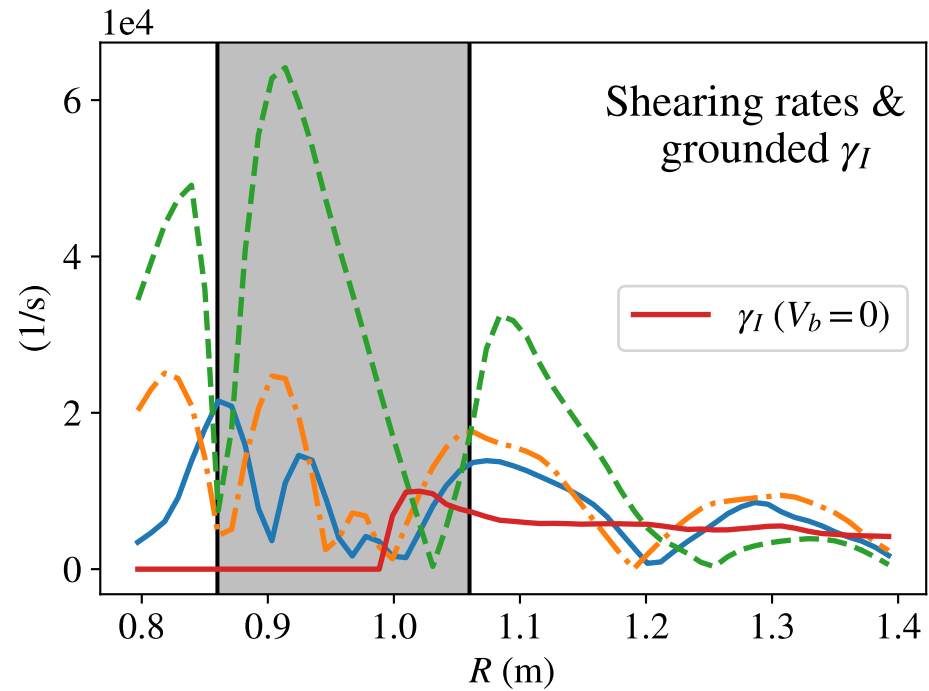 1e4
Shearing rates &
grounded γ_I
γ_I (V_b = 0)
6
4
2
0
(1/s)
0.8 0.9 1.0 1.1 1.2 1.3 1.4
R (m)